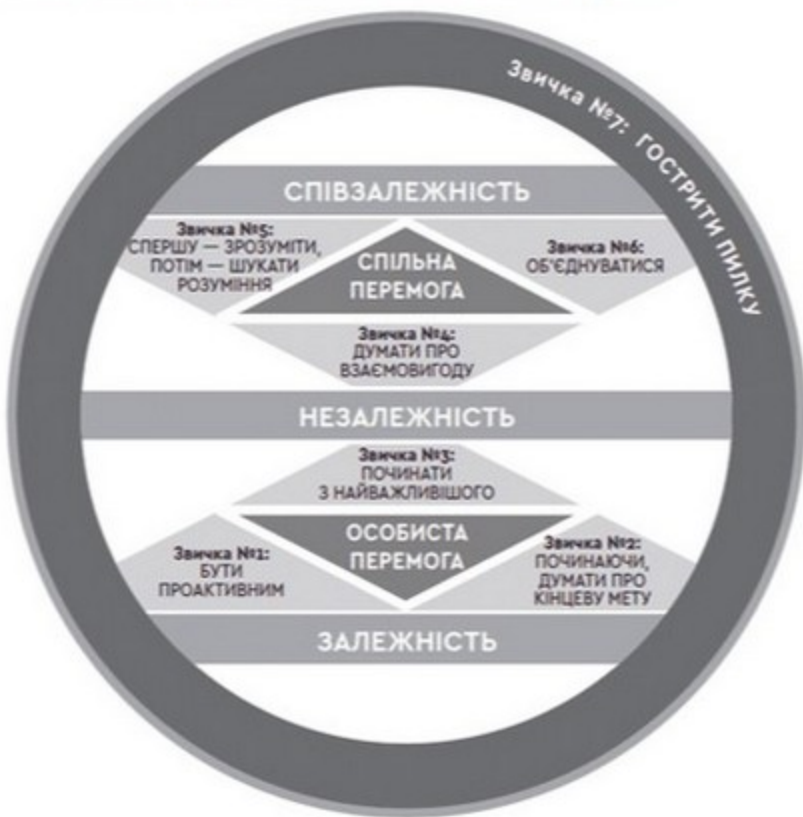 Звичка №7: ГОСТРИТИ ПИЛКУ
СПІВЗАЛЕЖНІСТЬ
Звичка №5:
СПЕРШУ — ЗРОЗУМІТИ,
ПОТІМ — ШУКАТИ
РОЗУМІННЯ
СПІЛЬНА
ПЕРЕМОГА
Звичка №6:
ОБ'ЄДНУВАТИСЯ
Звичка №4:
ДУМАТИ ПРО
ВЗАЄМОВИГОДУ
НЕЗАЛЕЖНІСТЬ
Звичка №3:
ПОЧИНАТИ
З НАЙВАЖЛИВІШОГО
Звичка №1:
БУТИ
ПРОАКТИВНИМ
ОСОБИСТА
ПЕРЕМОГА
Звичка №2:
ПОЧИНАЮЧИ,
ДУМАТИ ПРО
КІНЦЕВУ МЕТУ
ЗАЛЕЖНІСТЬ